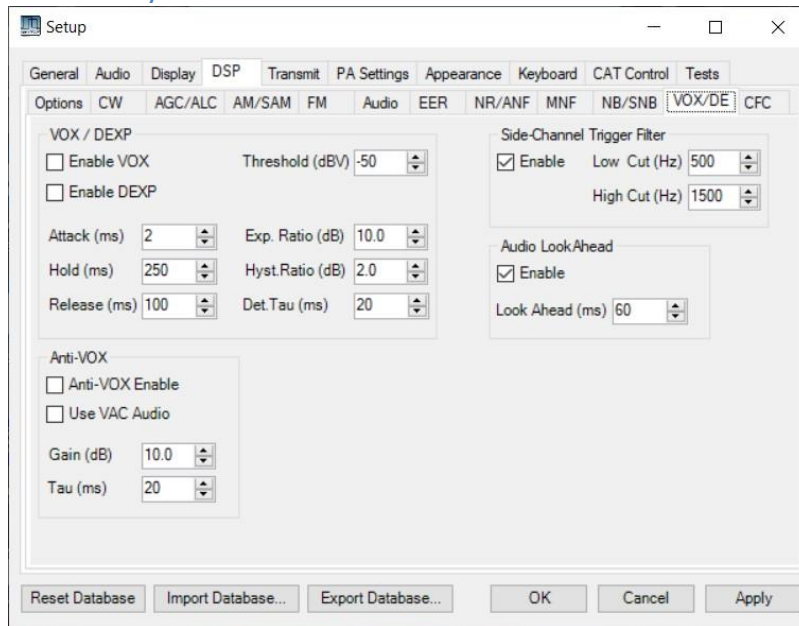 Setup
General Audio Display DSP Transmit PA Settings Appearance Keyboard CAT Control Tests
Options CW AGC/ALC AM/SAM FM Audio EER NR/ANF MNF NB/SNB VOX/DE CFC
VOX / DEXP
Enable VOX Threshold (dBV) -50
Enable DEXP
Attack (ms) 2 Exp. Ratio (dB) 10.0
Hold (ms) 250 Hyst.Ratio (dB) 2.0
Release (ms) 100 Det.Tau (ms) 20
Side-Channel Trigger Filter
Enable Low Cut (Hz) 500
High Cut (Hz) 1500
Audio LookAhead
Enable
Look Ahead (ms) 60
Anti-VOX
Anti-VOX Enable
Use VAC Audio
Gain (dB) 10.0
Tau (ms) 20
Reset Database Import Database... Export Database... OK Cancel Apply